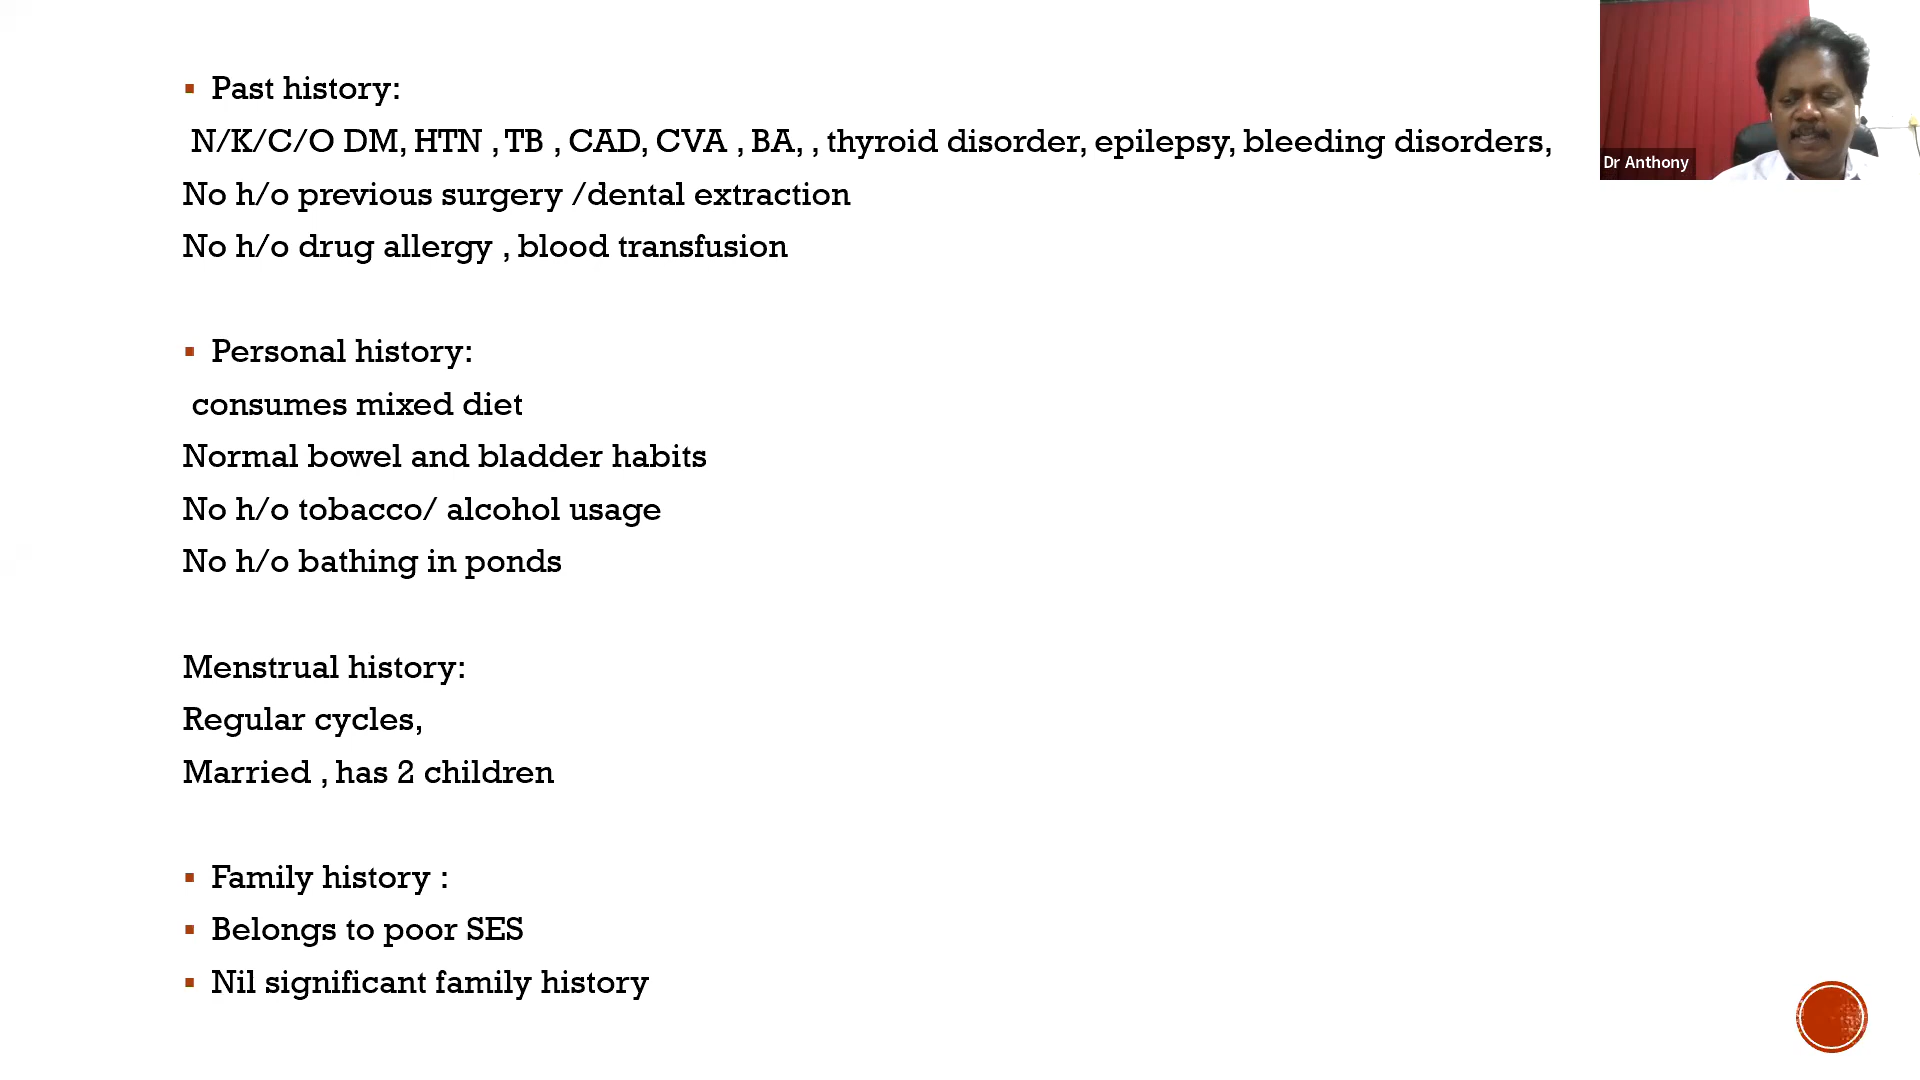 Past history:
N/K/C/O DM, HTN , TB , CAD, CVA , BA, , thyroid disorder, epilepsy, bleeding disorders,
No h/o previous surgery /dental extraction
No h/o drug allergy , blood transfusion
Personal history:
consumes mixed diet
Normal bowel and bladder habits
No h/o tobacco/ alcohol usage
No h/o bathing in ponds
Menstrual history:
Regular cycles,
Married , has 2 children
Family history :
Belongs to poor SES
Nil significant family history
Dr Anthony